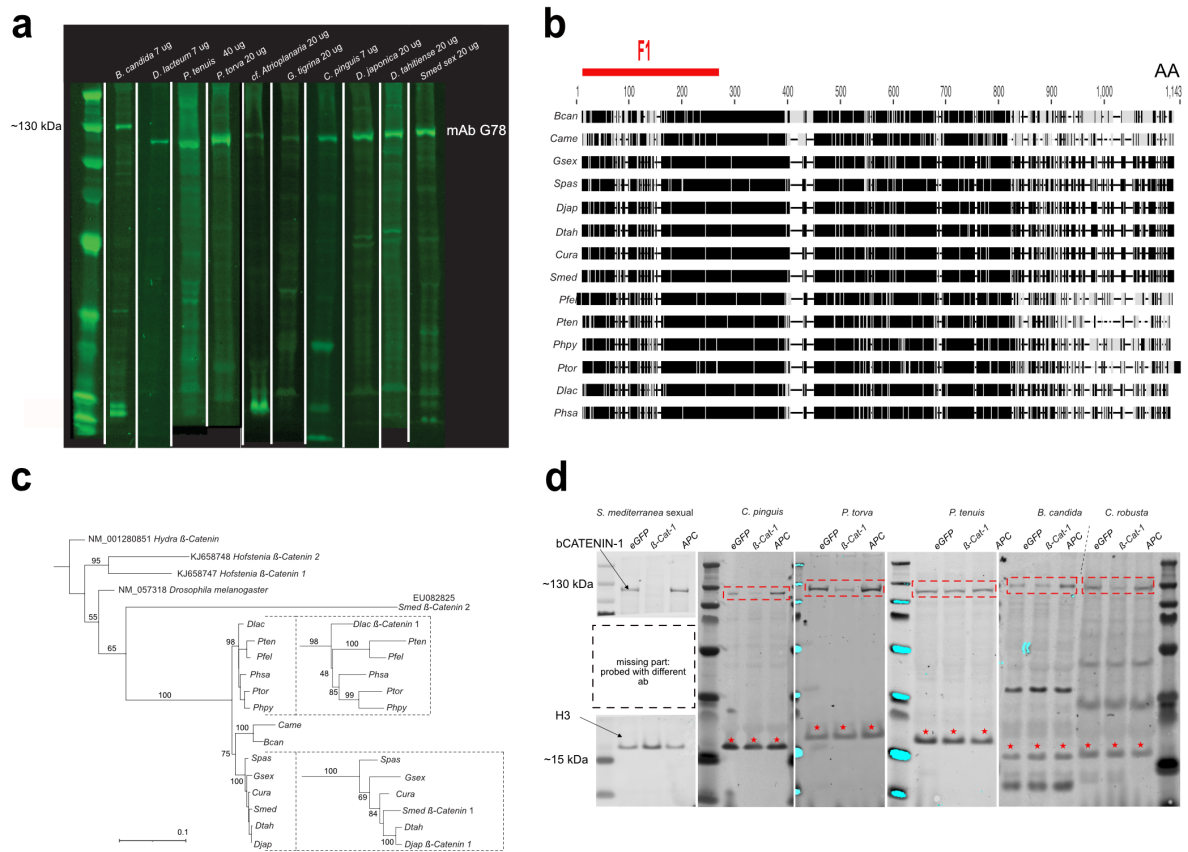 a
B. candida 7 ug
D. lacteum 7 ug
P. tenuis 40 ug
P. torva 20 ug
cf. Atrioplanaria 20 ug
G. tigrina 20 ug
C. pinguis 7 ug
D. japonica 20 ug
D. tahitiense 20 ug
Smed sex 20 ug
~130 kDa
mAb G78
b
F1
AA
1 100 200 300 400 500 600 700 800 900 1,000 1,143
Bcan
Came
Gsex
Spas
Djap
Dtah
Cura
Smed
Pfel
Pten
Phpy
Ptor
Dlac
Phsa
c
NM_001280851 Hydra ß-Catenin
95
KJ658748 Hofstenia ß-Catenin 2
KJ658747 Hofstenia ß-Catenin 1
55
NM_057318 Drosophila melanogaster
EU082825
Smed ß-Catenin 2
65
100
98
Dlac
Pten
Pfel
Phsa
Ptor
Phpy
98
Dlac ß-Catenin 1
100
Pten
Pfel
48
Phsa
85
99
Ptor
Phpy
75
100
Came
Bcan
100
Spas
Gsex
Cura
Smed
Dtah
Djap
100
Spas
69
Gsex
Cura
84
Smed ß-Catenin 1
Dtah
100
Djap ß-Catenin 1
0.1
d
S. mediterranea sexual
C. pinguis
P. torva
P. tenuis
B. candida
C. robusta
bCATENIN-1
eGFP ß-Cat-1 APC
eGFP ß-Cat-1 APC
eGFP ß-Cat-1 APC
eGFP ß-Cat-1 APC
eGFP ß-Cat-1 APC
eGFP ß-Cat-1 APC
~130 kDa
missing part:
probed with different
ab
H3
~15 kDa